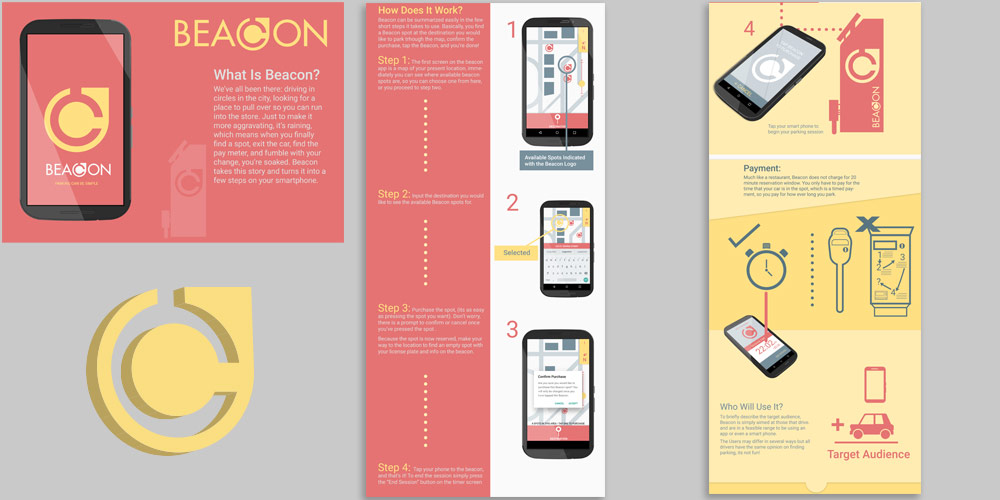 BEACON
What Is Beacon?
We've all been there: driving in
circles in the city, looking for a
place to pull over so you can run
into the store. Just to make it
more aggravating, it's raining,
which means when you finally
find a spot, exit the car, find the
pay meter, and fumble with your
change, you're soaked. Beacon
takes this story and turns it into a
few steps on your smartphone.
BEACON
How Does It Work?
Beacon can be summarized easily in the few
short steps it takes to use. Basically, you find
a Beacon spot at the destination you would
like to park through the map, confirm the
purchase, tap the Beacon, and you're done!
Step 1: The first screen on the beacon
app is a map of your present location. Imme
diately you can see where available beacon
spots are, so you can choose one from here,
or you proceed to step two.
1
Available Spots Indicated
with the Beacon Logo
Step 2: Input the destination you would
like to see the available Beacon spots for.
2
Selected
Step 3: Purchase the spot, (its as easy
as pressing the spot you want). Don't worry,
there is a prompt to confirm or cancel once
you've pressed the spot.
Because the spot is now reserved, make your
way to the location to find an empty spot with
your license plate and info on the beacon.
3
Confirm Purchase
Step 4: Tap your phone to the beacon,
and that's it! To end the session simply press
the "End Session" button on the timer screen.
4
BEACON
Tap your smart phone to
begin your parking session
Payment:
Much like a restaurant, Beacon does not charge for 20
minute reservation window. You only have to pay for the
time that your car is in the spot, which is a timed pay-
ment, so you pay for how ever long you park.
1
2
3
?
4
22:02
Who Will Use It?
To briefly describe the target audience,
Beacon is simply aimed at those that drive
and are in a feasible range to be using an
app or even a smart phone.
The Users may differ in several ways but all
drivers have the same opinion on finding
parking, its not fun!
+
Target Audience